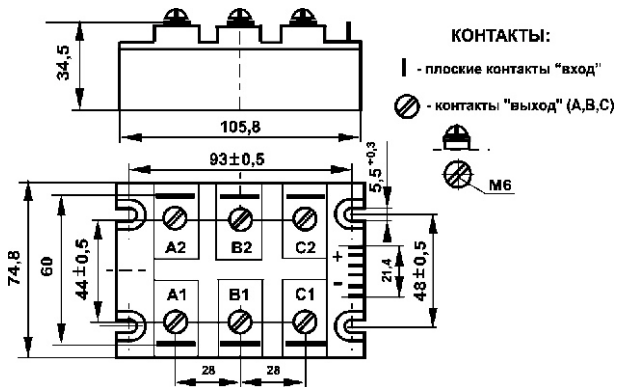 КОНТАКТЫ:
- плоские контакты "вход"
- контакты "выход" (А,В,С)
М6
34,5
105,8
93±0,5
5,5+0,3
74,8
60
44±0,5
A2 B2 C2
A1 B1 C1
+
-
21,4
48±0,5
28 28